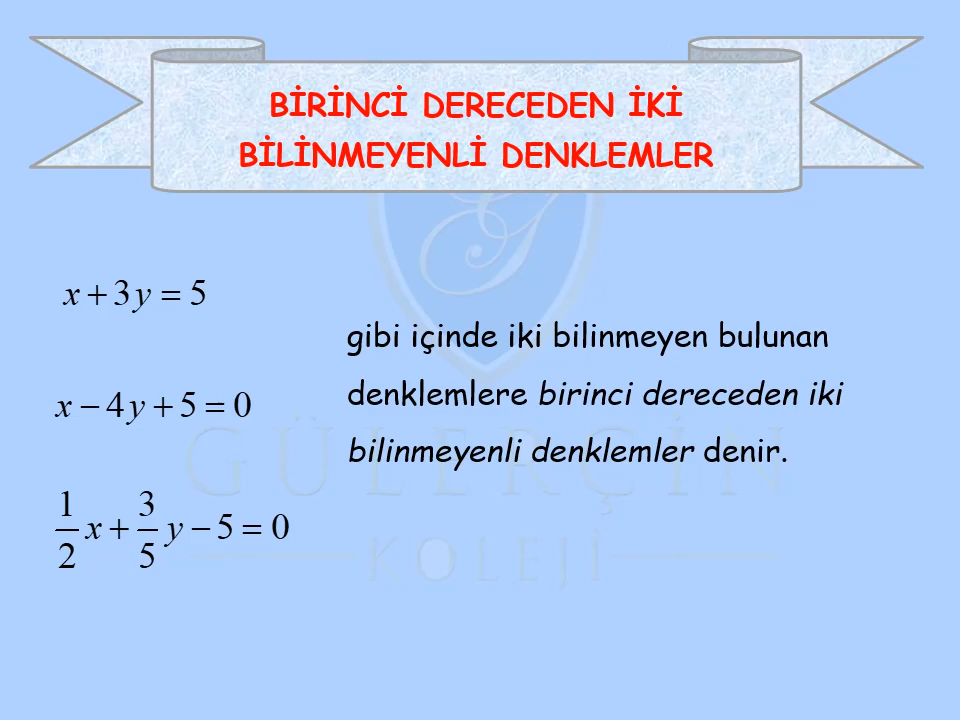 BİRİNCİ DERECEDEN İKİ
BİLİNMEYENLİ DENKLEMLER
x + 3y = 5
x − 4y + 5 = 0
1/2 x + 3/5 y − 5 = 0
gibi içinde iki bilinmeyen bulunan
denklemlere birinci dereceden iki
bilinmeyenli denklemler denir.
GÜLERÇİN
KOLEJİ